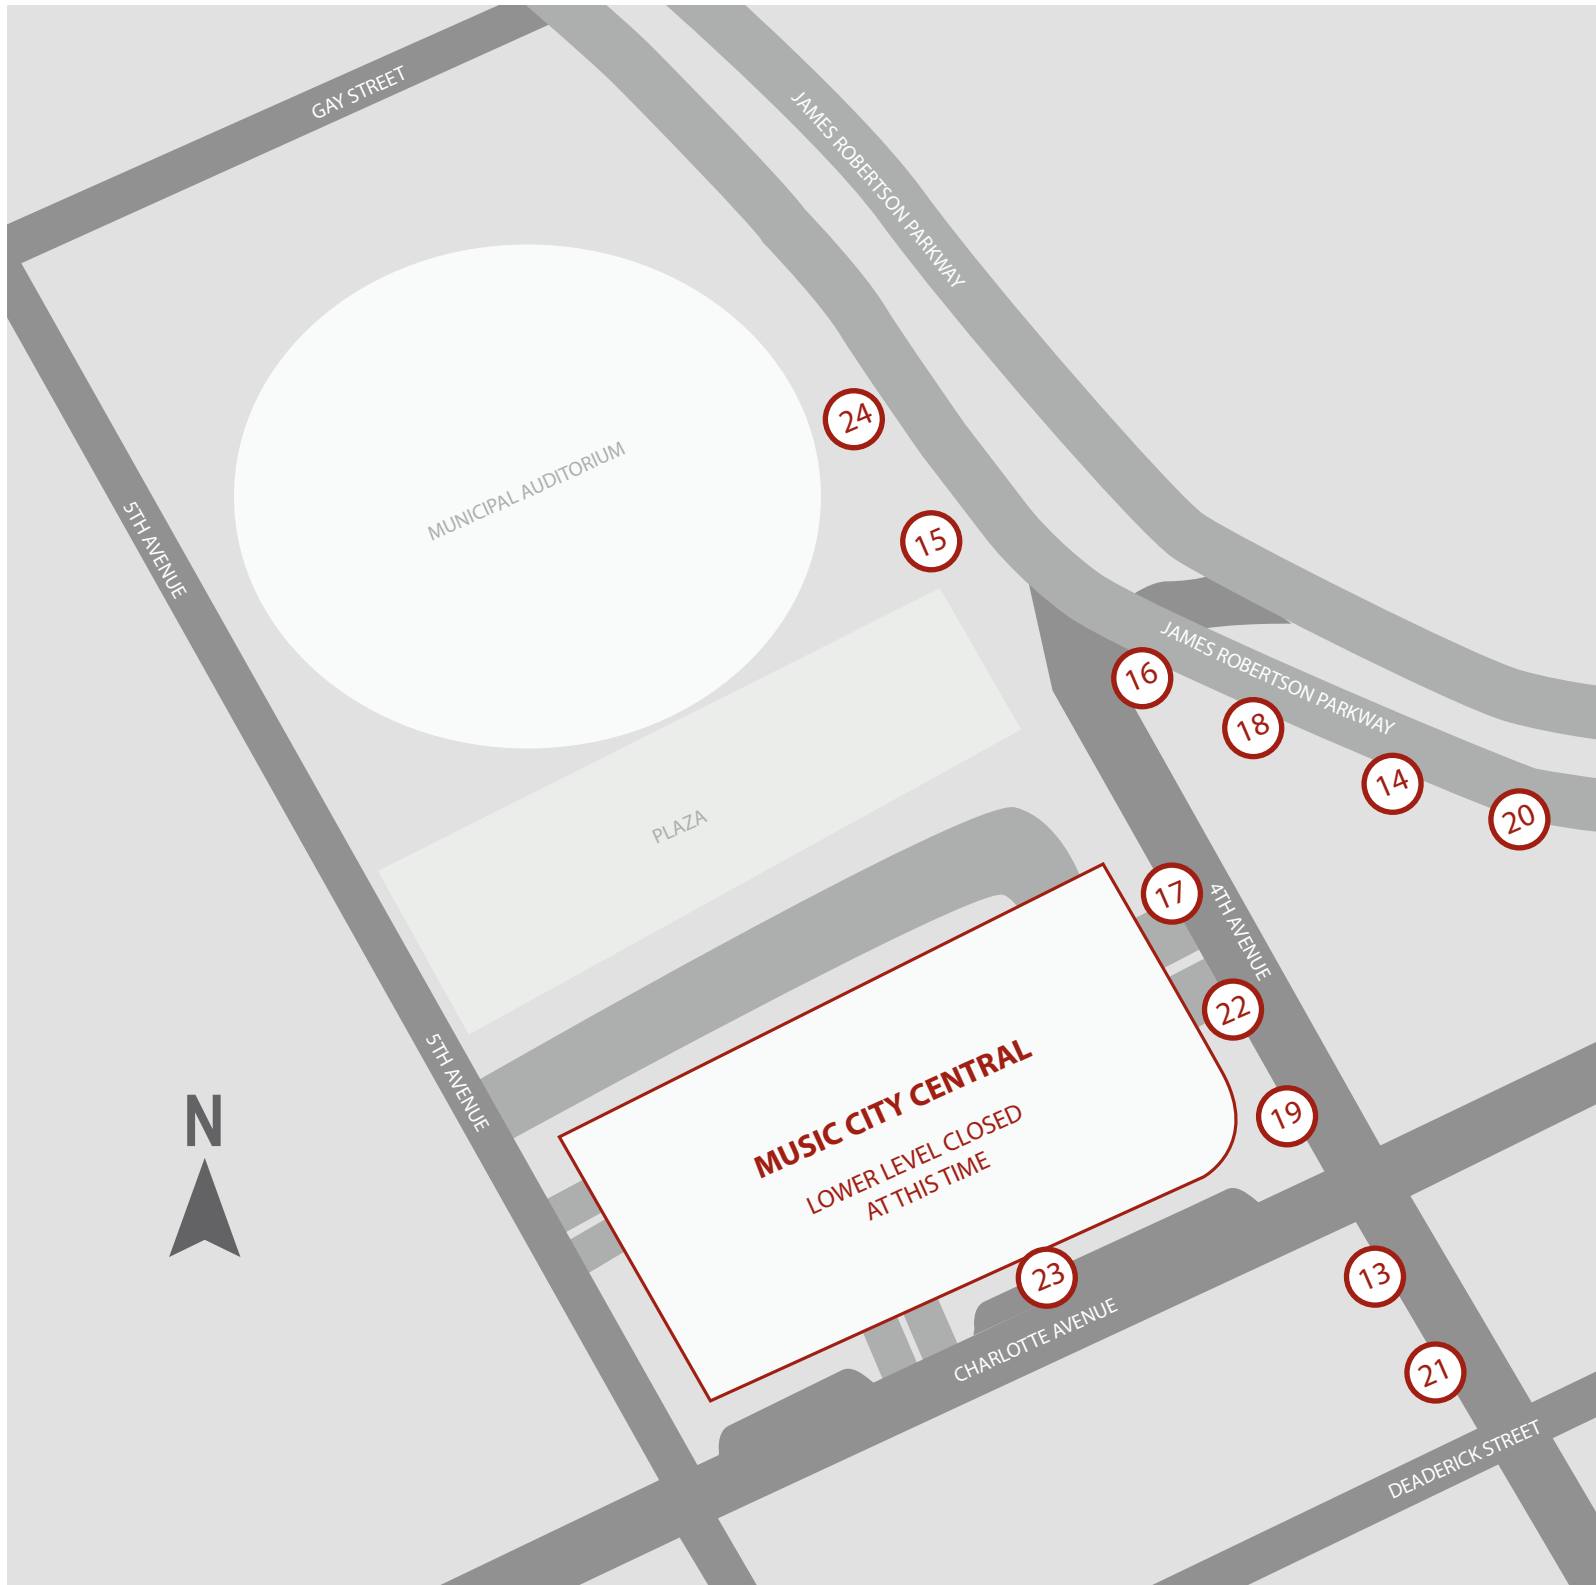 GAY STREET
JAMES ROBERTSON PARKWAY
24
MUNICIPAL AUDITORIUM
15
5TH AVENUE
JAMES ROBERTSON PARKWAY
16
18
14
20
PLAZA
17
4TH AVENUE
22
5TH AVENUE
MUSIC CITY CENTRAL
LOWER LEVEL CLOSED
AT THIS TIME
N
19
23
13
CHARLOTTE AVENUE
21
DEADERICK STREET